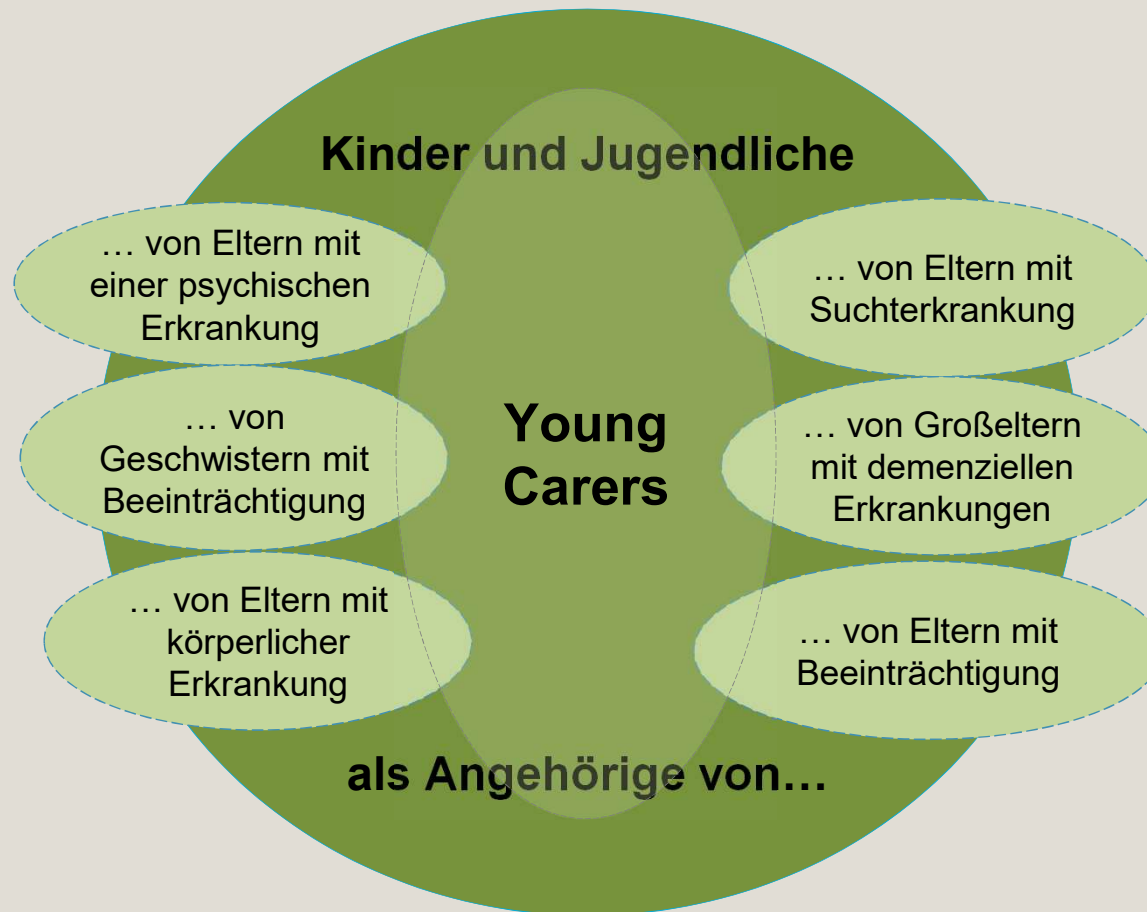 Kinder und Jugendliche
… von Eltern mit
einer psychischen
Erkrankung
… von
Geschwistern mit
Beeinträchtigung
… von Eltern mit
körperlicher
Erkrankung
Young
Carers
… von Eltern mit
Suchterkrankung
… von Großeltern
mit demenziellen
Erkrankungen
… von Eltern mit
Beeinträchtigung
als Angehörige von…